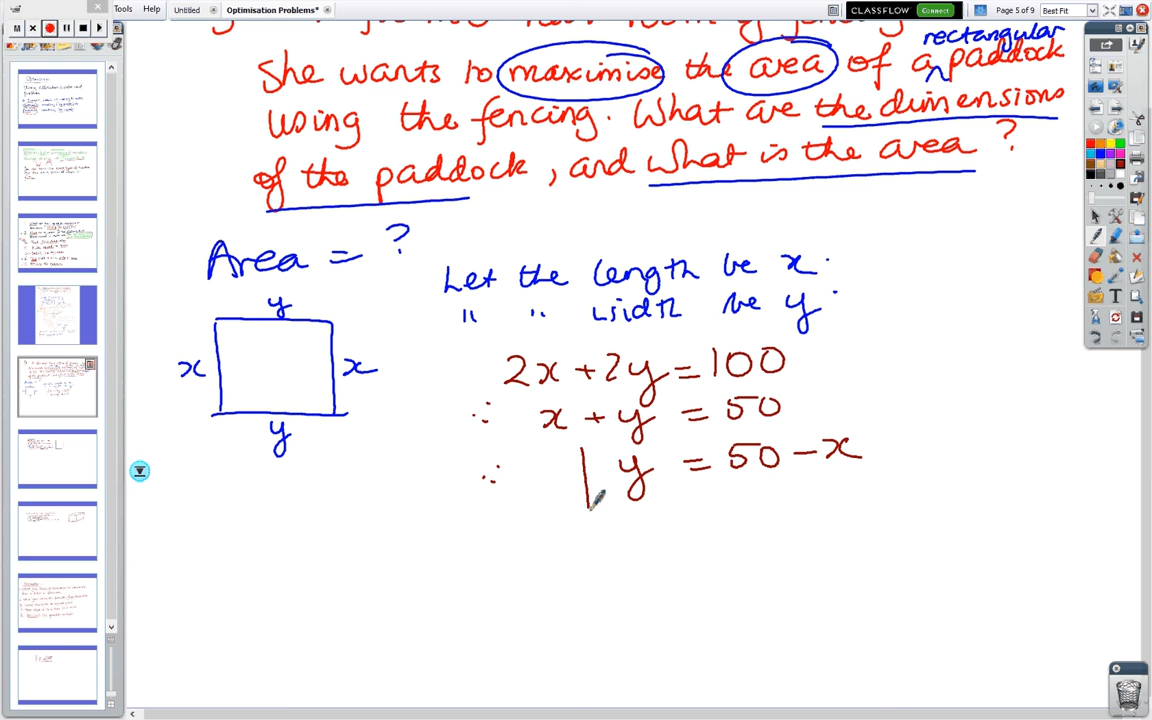 Tools Help Untitled Optimisation Problems* CLASSFLOW Connect Page 5 of 9 Best Fit
rectangular
She wants to maximise the area of a paddock
using the fencing. What are the dimensions
of the paddock, and what is the area ?
Area = ?
Let the length be x.
" " width be y.
y
x x
y
2x + 2y = 100
∴ x + y = 50
∴ y = 50 - x